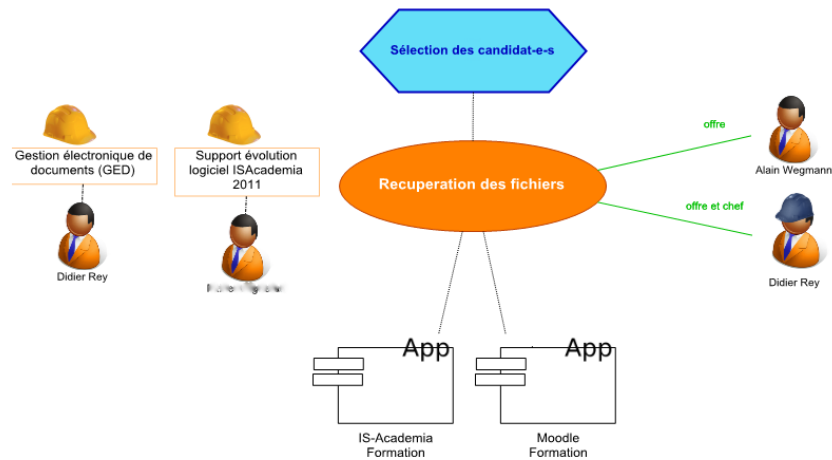 Sélection des candidat-e-s
Gestion électronique de
documents (GED)
Support évolution
logiciel ISAcademia
2011
Recuperation des fichiers
offre
Alain Wegmann
offre et chef
Didier Rey
Didier Rey
App
App
IS-Academia
Formation
Moodle
Formation